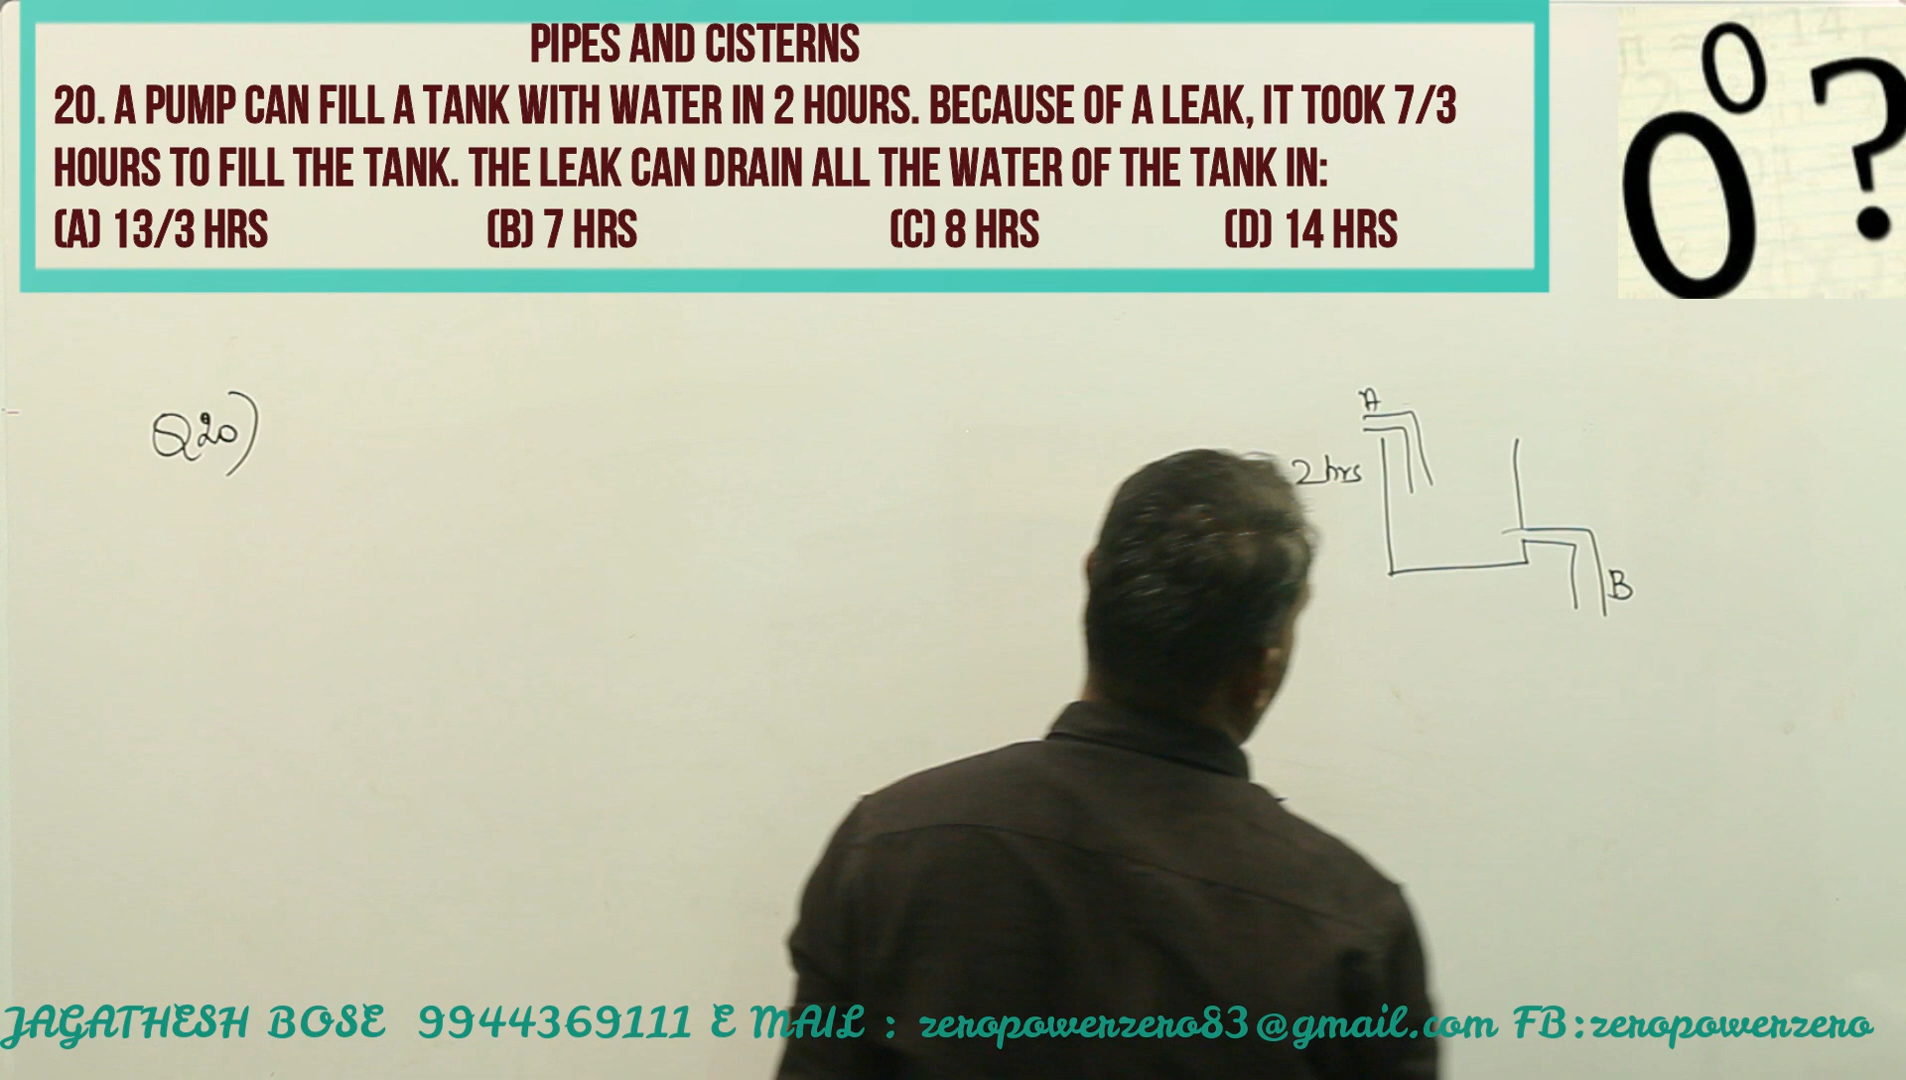 PIPES AND CISTERNS
20. A PUMP CAN FILL A TANK WITH WATER IN 2 HOURS. BECAUSE OF A LEAK, IT TOOK 7/3
HOURS TO FILL THE TANK. THE LEAK CAN DRAIN ALL THE WATER OF THE TANK IN:
(A) 13/3 HRS (B) 7 HRS (C) 8 HRS (D) 14 HRS
0⁰ ?
Q20)
A
2 hrs
B
JAGATHESH BOSE 9944369111 E MAIL : zeropowerzero83@gmail.com FB:zeropowerzero